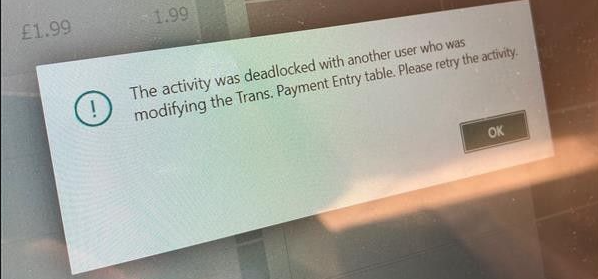 £1.99 1.99
The activity was deadlocked with another user who was
modifying the Trans. Payment Entry table. Please retry the activity.
OK